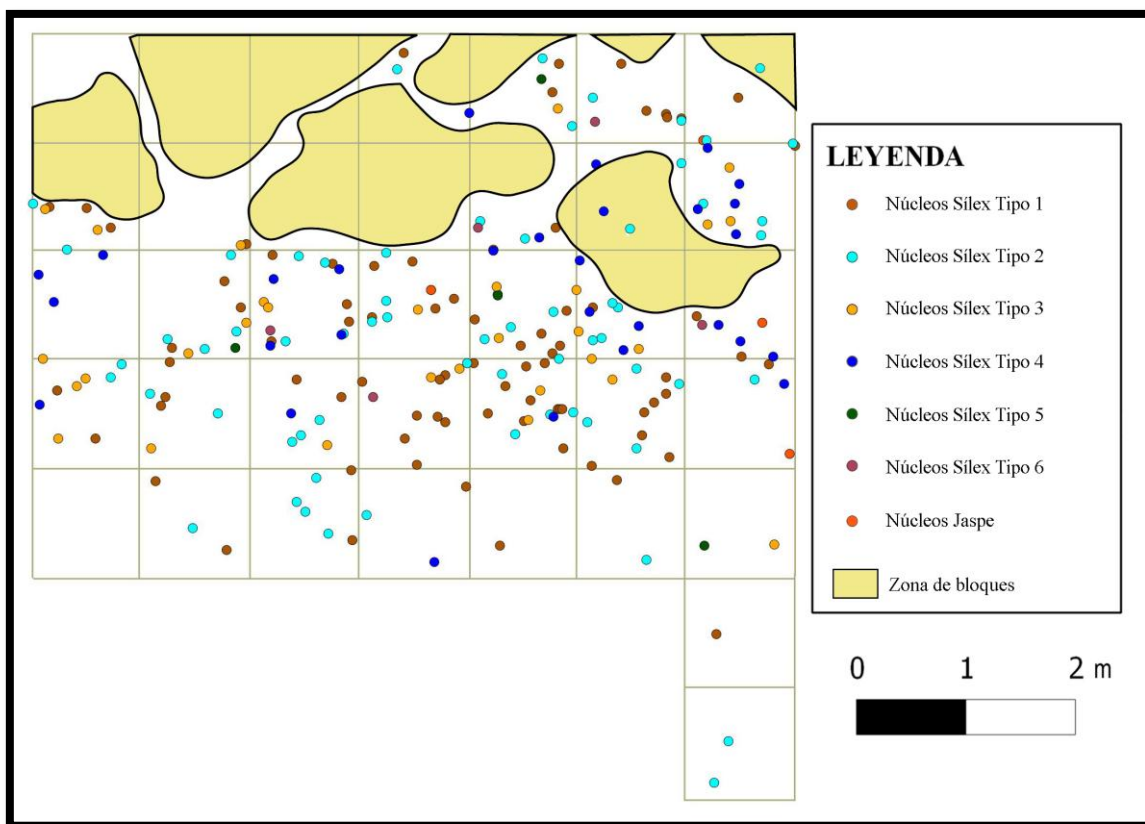 LEYENDA
Núcleos Sílex Tipo 1
Núcleos Sílex Tipo 2
Núcleos Sílex Tipo 3
Núcleos Sílex Tipo 4
Núcleos Sílex Tipo 5
Núcleos Sílex Tipo 6
Núcleos Jaspe
Zona de bloques
0 1 2 m